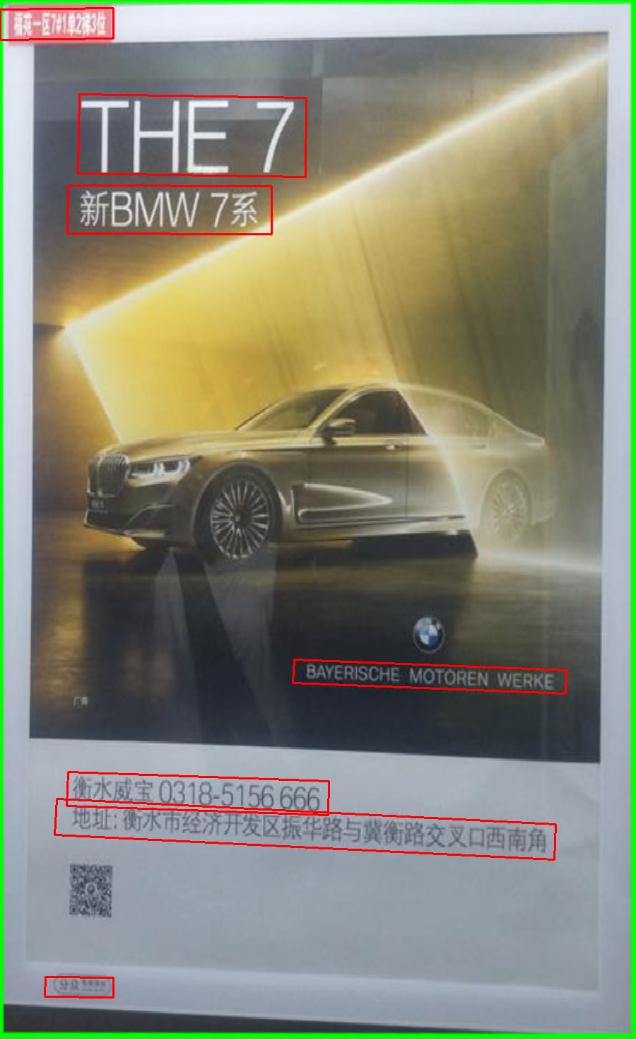 福苑一区7#1单2梯3位
THE 7
新BMW 7系
BAYERISCHE MOTOREN WERKE
广告
衡水威宝 0318-5156 666
地址: 衡水市经济开发区振华路与冀衡路交叉口西南角
分众